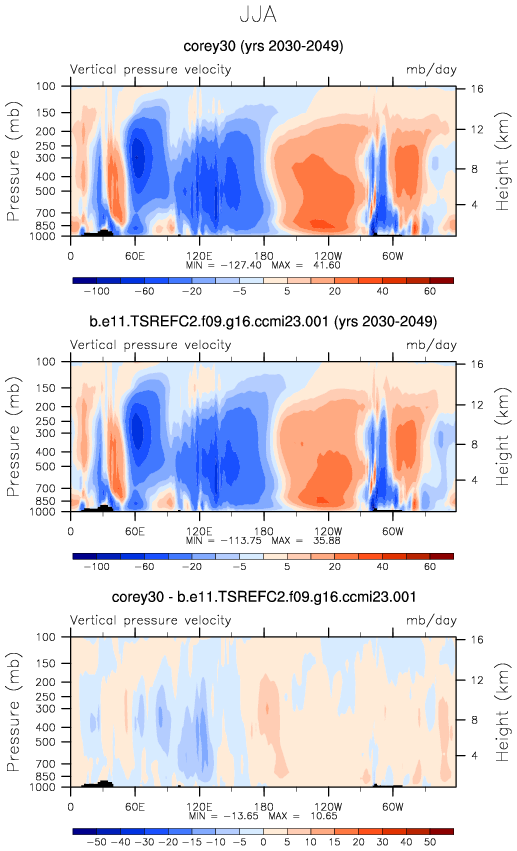 JJA
corey30 (yrs 2030-2049)
Vertical pressure velocity mb/day
Pressure (mb)
100
150
200
250
300
400
500
700
850
1000
16
12
8
4
Height (km)
0 60E 120E 180 120W 60W
MIN = -127.40 MAX = 41.60
-100 -60 -20 -5 5 20 40 60
b.e11.TSREFC2.f09.g16.ccmi23.001 (yrs 2030-2049)
Vertical pressure velocity mb/day
Pressure (mb)
100
150
200
250
300
400
500
700
850
1000
16
12
8
4
Height (km)
0 60E 120E 180 120W 60W
MIN = -113.75 MAX = 35.88
-100 -60 -20 -5 5 20 40 60
corey30 - b.e11.TSREFC2.f09.g16.ccmi23.001
Vertical pressure velocity mb/day
Pressure (mb)
100
150
200
250
300
400
500
700
850
1000
16
12
8
4
Height (km)
0 60E 120E 180 120W 60W
MIN = -13.65 MAX = 10.65
-50 -40 -30 -20 -15 -10 -5 0 5 10 15 20 30 40 50